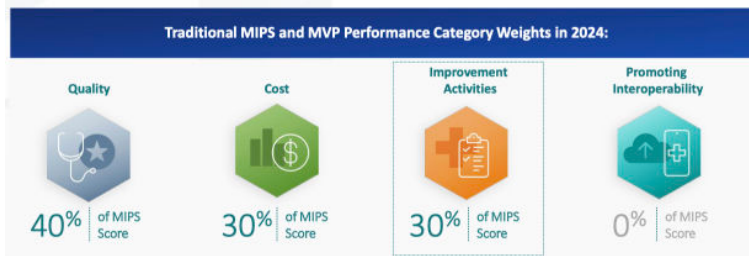 Traditional MIPS and MVP Performance Category Weights in 2024:
Quality
Cost
Improvement
Activities
Promoting
Interoperability
$
40% of MIPS
Score
30% of MIPS
Score
30% of MIPS
Score
0% of MIPS
Score